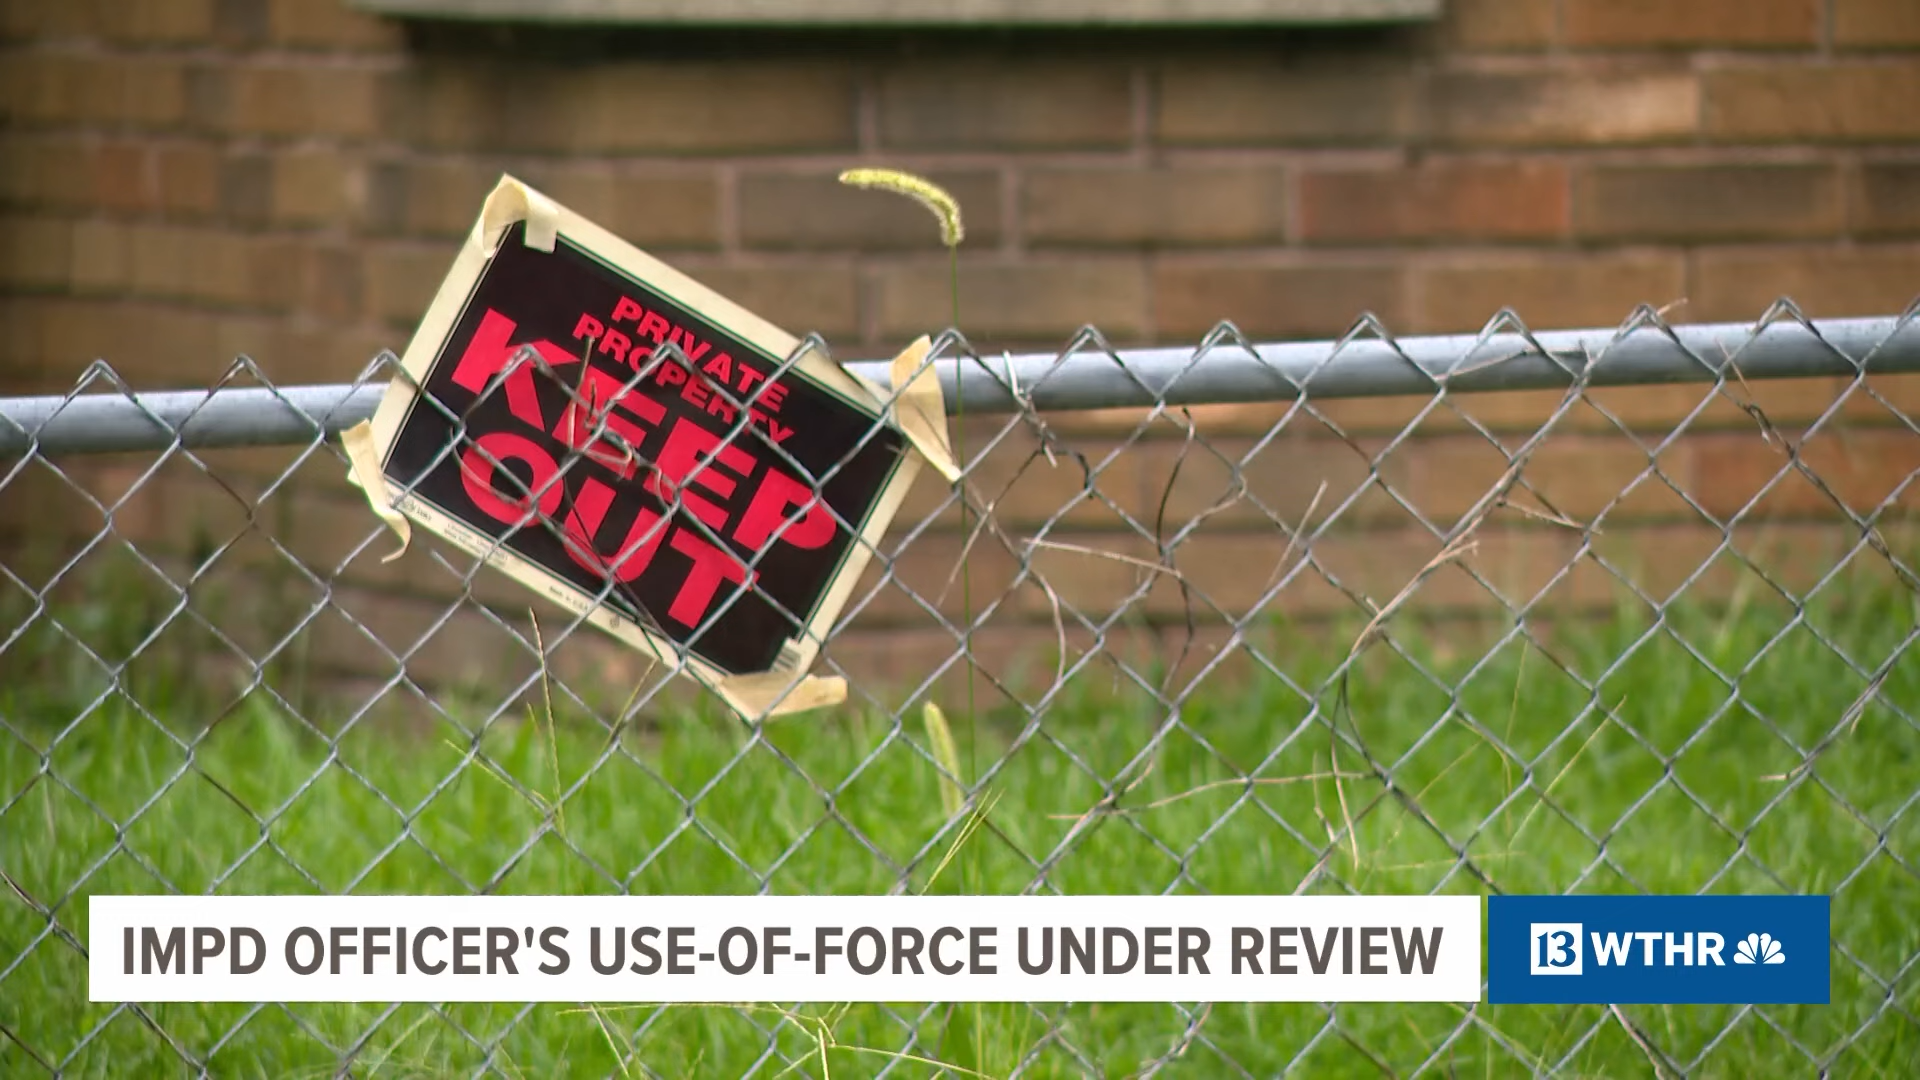 PRIVATE
PROPERTY
KEEP
OUT
IMPD OFFICER'S USE-OF-FORCE UNDER REVIEW
13 WTHR